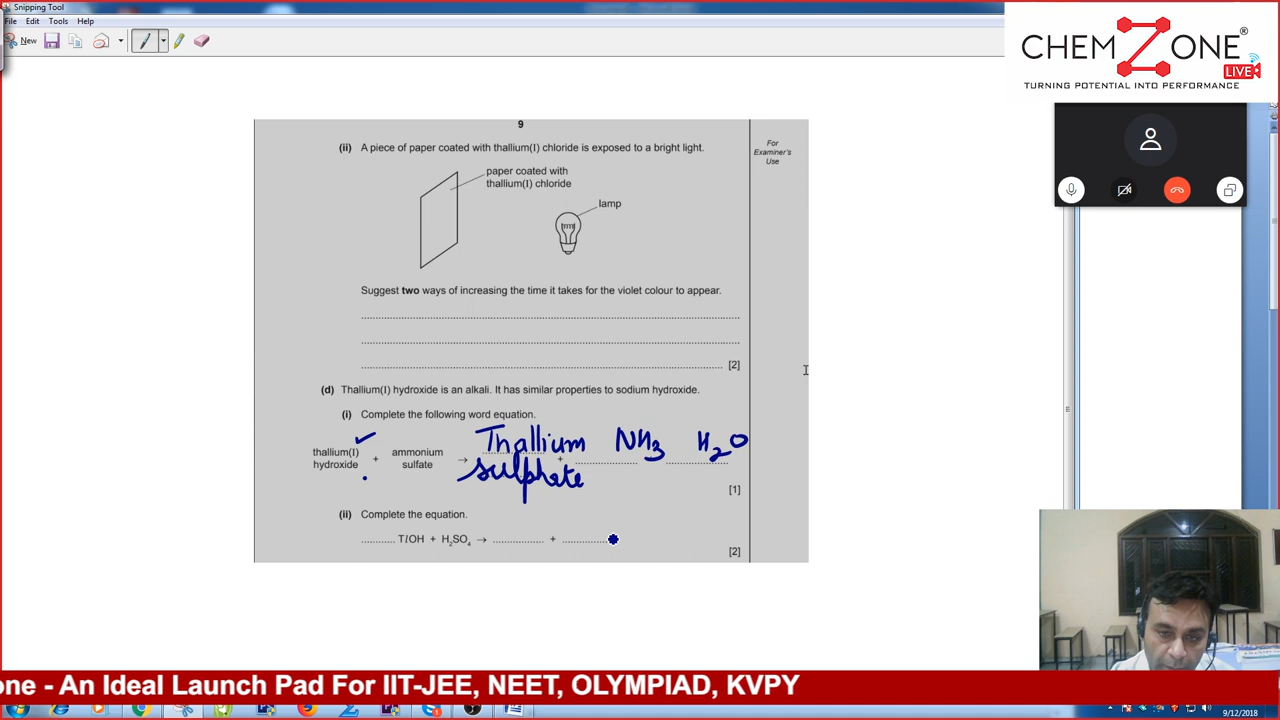 Snipping Tool
File Edit Tools Help
New
CHEMZONE®
LIVE
TURNING POTENTIAL INTO PERFORMANCE
9
For
Examiner's
Use
(ii) A piece of paper coated with thallium(I) chloride is exposed to a bright light.
paper coated with
thallium(I) chloride
lamp
Suggest two ways of increasing the time it takes for the violet colour to appear.
[2]
(d) Thallium(I) hydroxide is an alkali. It has similar properties to sodium hydroxide.
(i) Complete the following word equation.
thallium(I) hydroxide + ammonium sulfate → Thallium sulphate + NH3 H2O
[1]
(ii) Complete the equation.
.......... TlOH + H2SO4 → ............... + ...............
[2]
one - An Ideal Launch Pad For IIT-JEE, NEET, OLYMPIAD, KVPY
9/12/2018